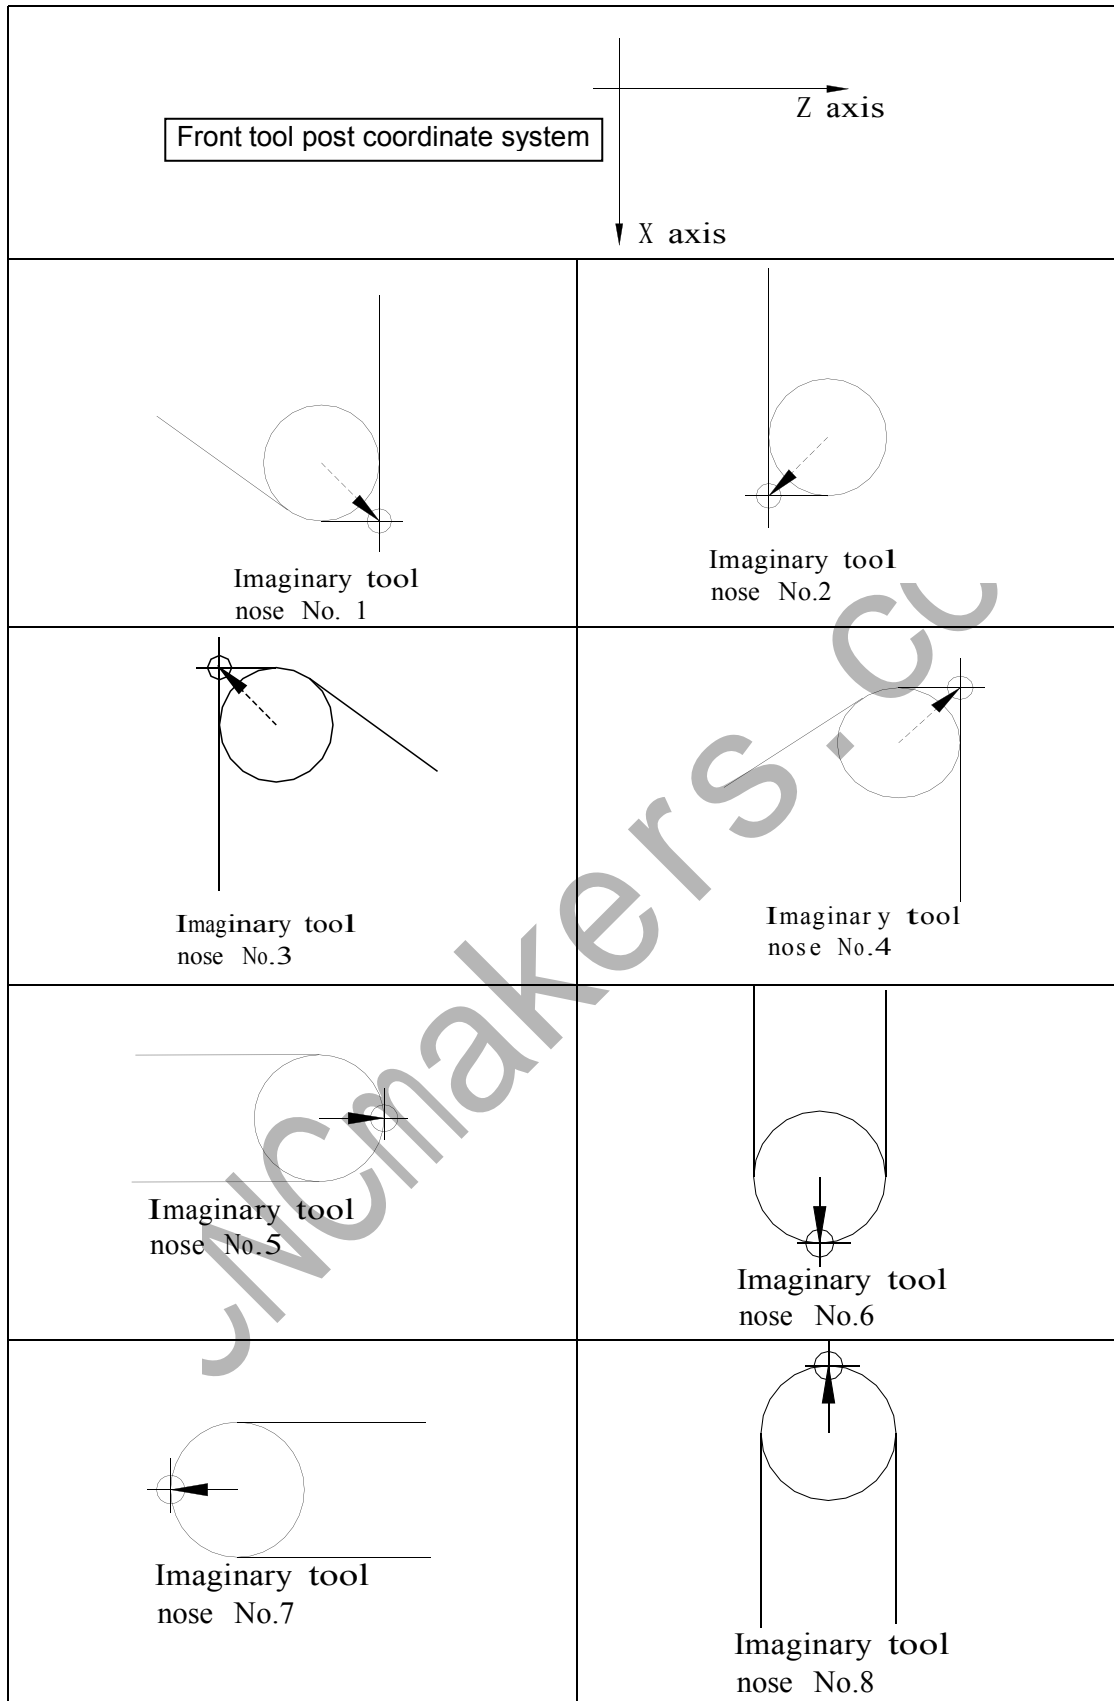 Z axis
Front tool post coordinate system
X axis
Imaginary tool
nose No. 1
Imaginary tool
nose No.2
Imaginary tool
nose No.3
Imaginary tool
nose No.4
Imaginary tool
nose No.5
Imaginary tool
nose No.6
Imaginary tool
nose No.7
Imaginary tool
nose No.8
CNCmakers.co